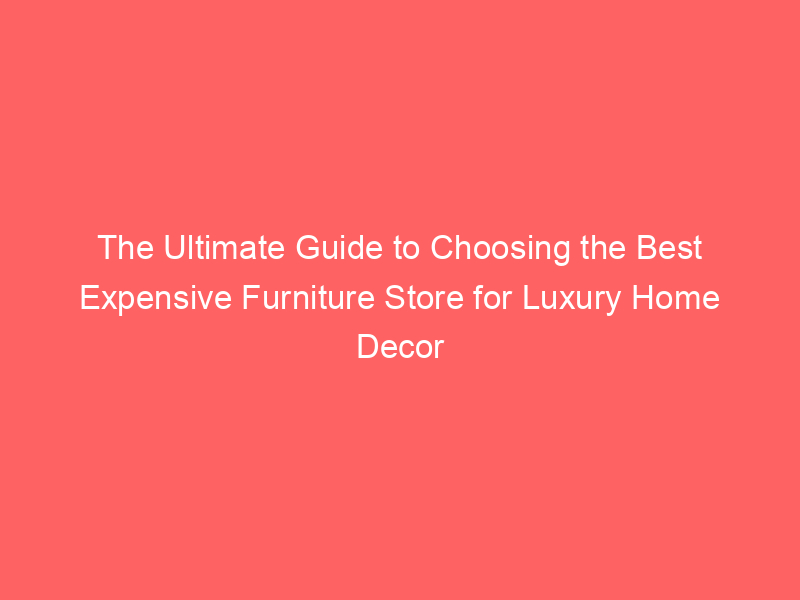 The Ultimate Guide to Choosing the Best
Expensive Furniture Store for Luxury Home
Decor